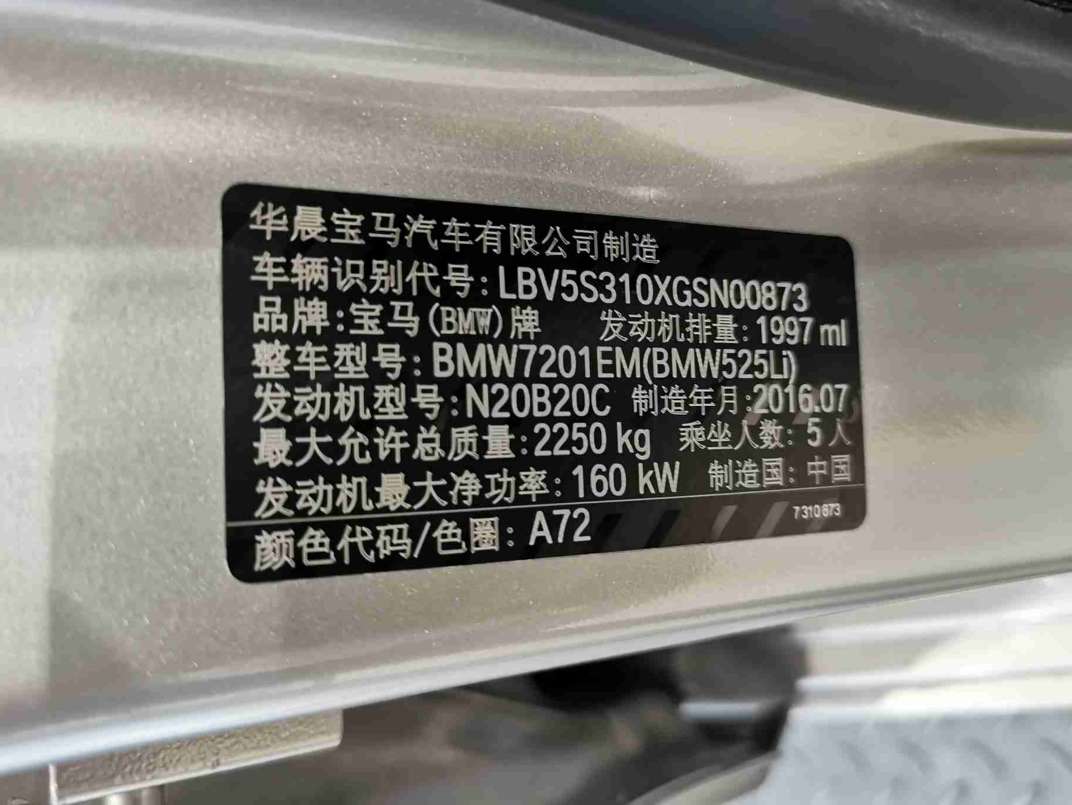 华晨宝马汽车有限公司制造
车辆识别代号:LBV5S310XGSN00873
品牌:宝马(BMW)牌 发动机排量:1997 ml
整车型号:BMW7201EM(BMW525Li)
发动机型号:N20B20C 制造年月:2016.07
最大允许总质量:2250 kg 乘坐人数:5人
发动机最大净功率:160 kW 制造国:中国
颜色代码/色圈:A72 7310873